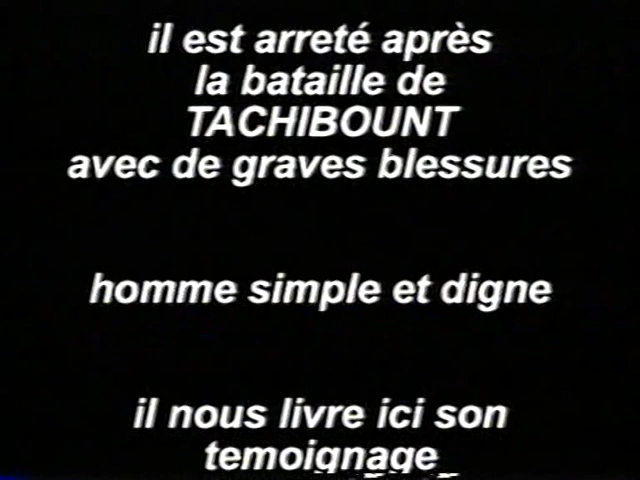 il est arreté après
la bataille de
TACHIBOUNT
avec de graves blessures
homme simple et digne
il nous livre ici son
temoignage